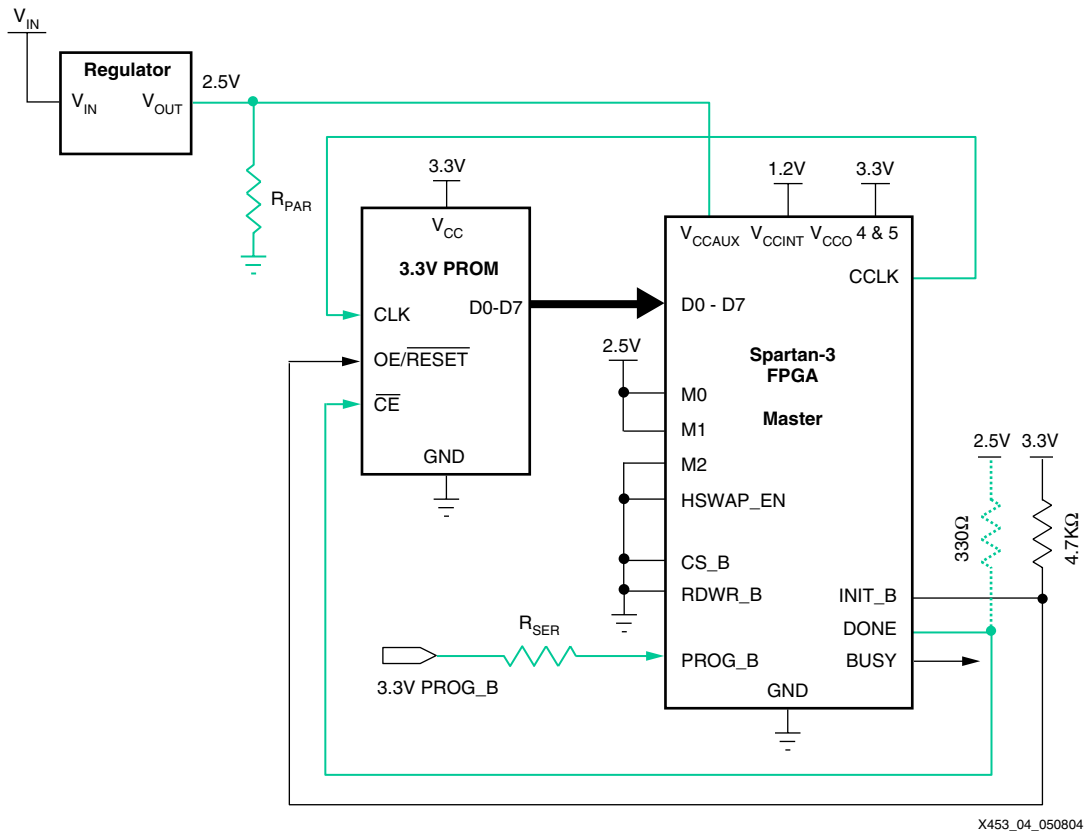 VIN
Regulator
2.5V
VIN
VOUT
RPAR
3.3V
VCC
3.3V PROM
D0-D7
CLK
OE/RESET
CE
GND
1.2V
3.3V
VCCAUX
VCCINT
VCCO 4 & 5
CCLK
D0 - D7
2.5V
Spartan-3
FPGA
Master
M0
M1
M2
HSWAP_EN
CS_B
RDWR_B
2.5V
3.3V
330Ω
4.7KΩ
INIT_B
DONE
BUSY
RSER
PROG_B
3.3V PROG_B
GND
X453_04_050804